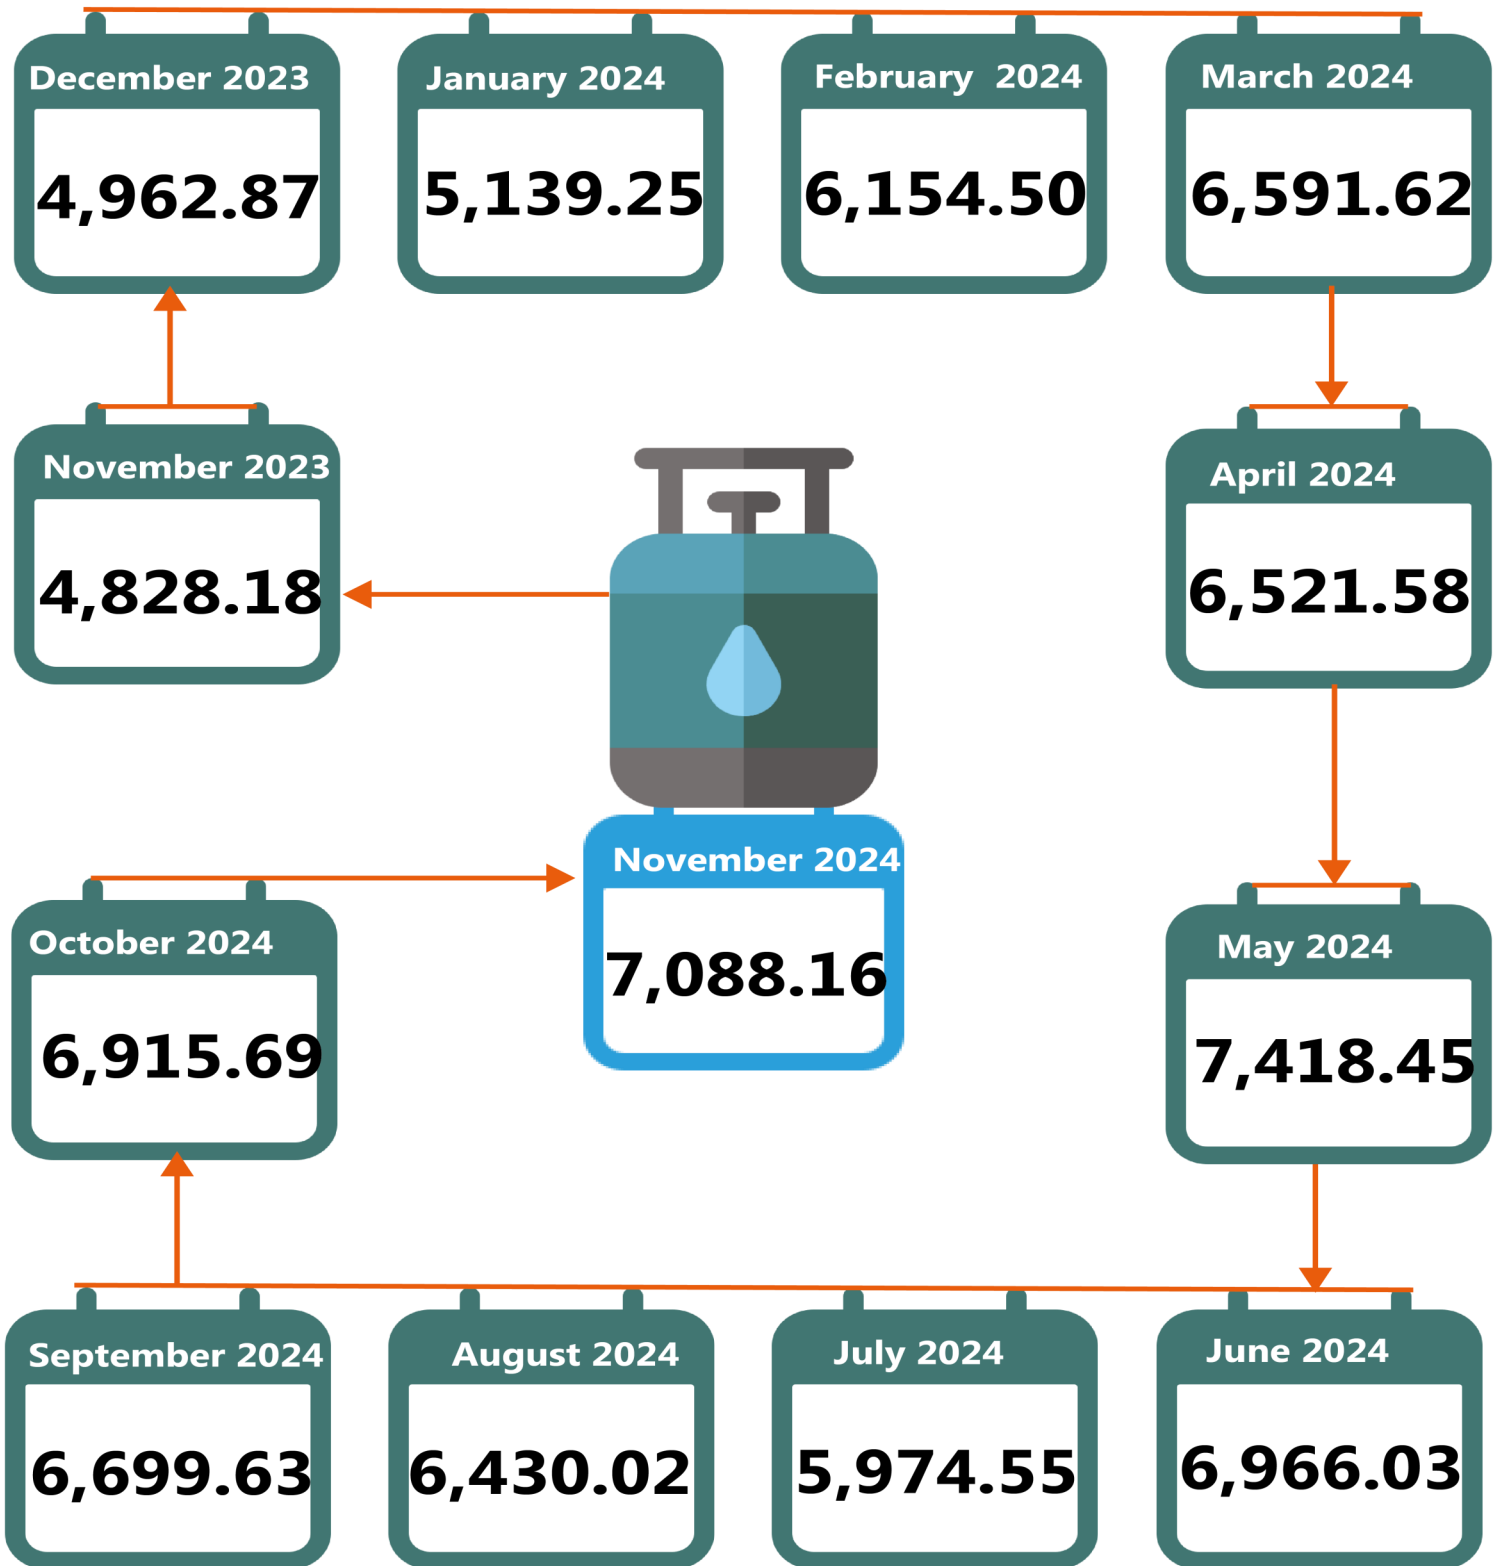 December 2023
4,962.87
January 2024
5,139.25
February 2024
6,154.50
March 2024
6,591.62
November 2023
4,828.18
April 2024
6,521.58
October 2024
6,915.69
November 2024
7,088.16
May 2024
7,418.45
September 2024
6,699.63
August 2024
6,430.02
July 2024
5,974.55
June 2024
6,966.03